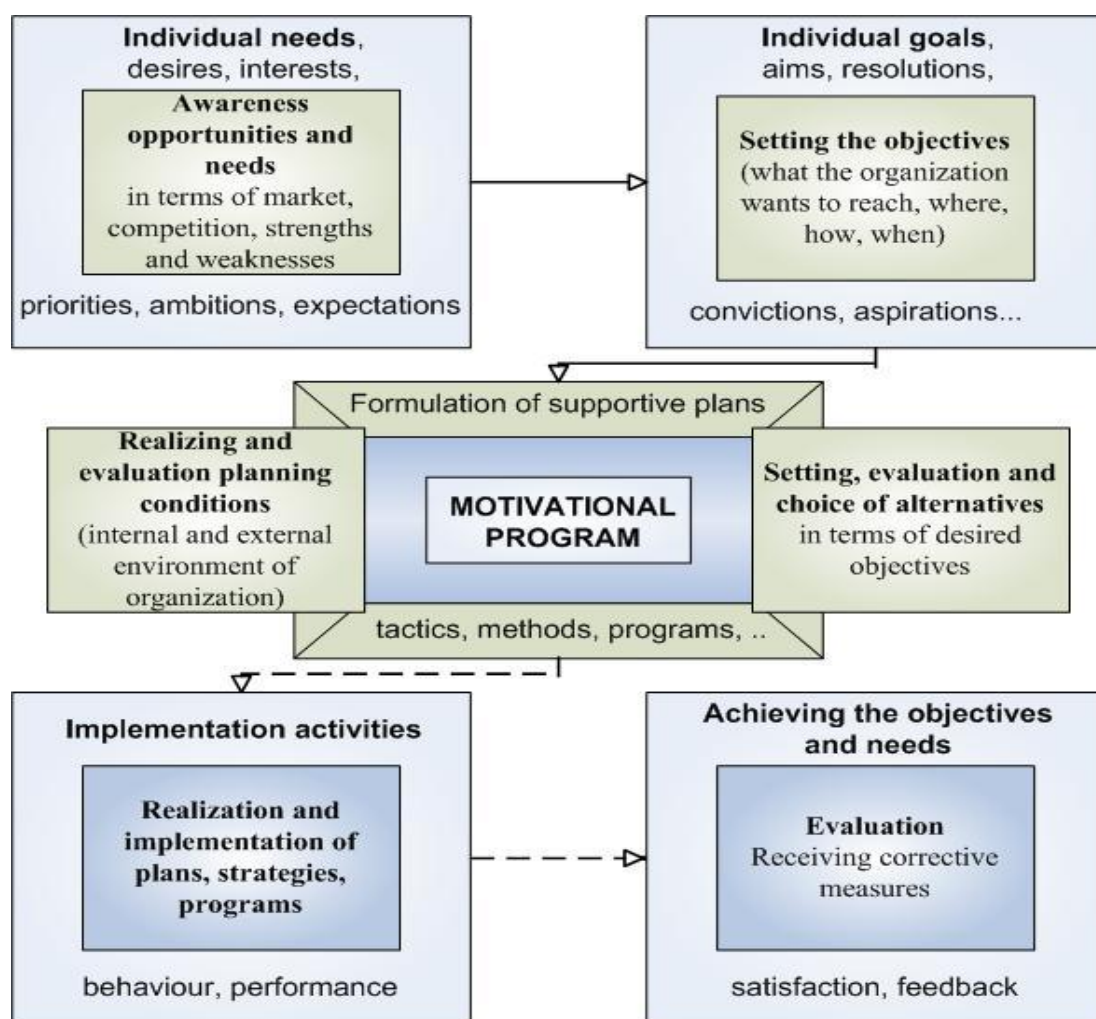 Individual needs,
desires, interests,
Awareness
opportunities and
needs
in terms of market,
competition, strengths
and weaknesses
priorities, ambitions, expectations
Individual goals,
aims, resolutions,
Setting the objectives
(what the organization
wants to reach, where,
how, when)
convictions, aspirations...
Formulation of supportive plans
Realizing and
evaluation planning
conditions
(internal and external
environment of
organization)
MOTIVATIONAL
PROGRAM
Setting, evaluation and
choice of alternatives
in terms of desired
objectives
tactics, methods, programs, ..
Implementation activities
Realization and
implementation of
plans, strategies,
programs
behaviour, performance
Achieving the objectives
and needs
Evaluation
Receiving corrective
measures
satisfaction, feedback